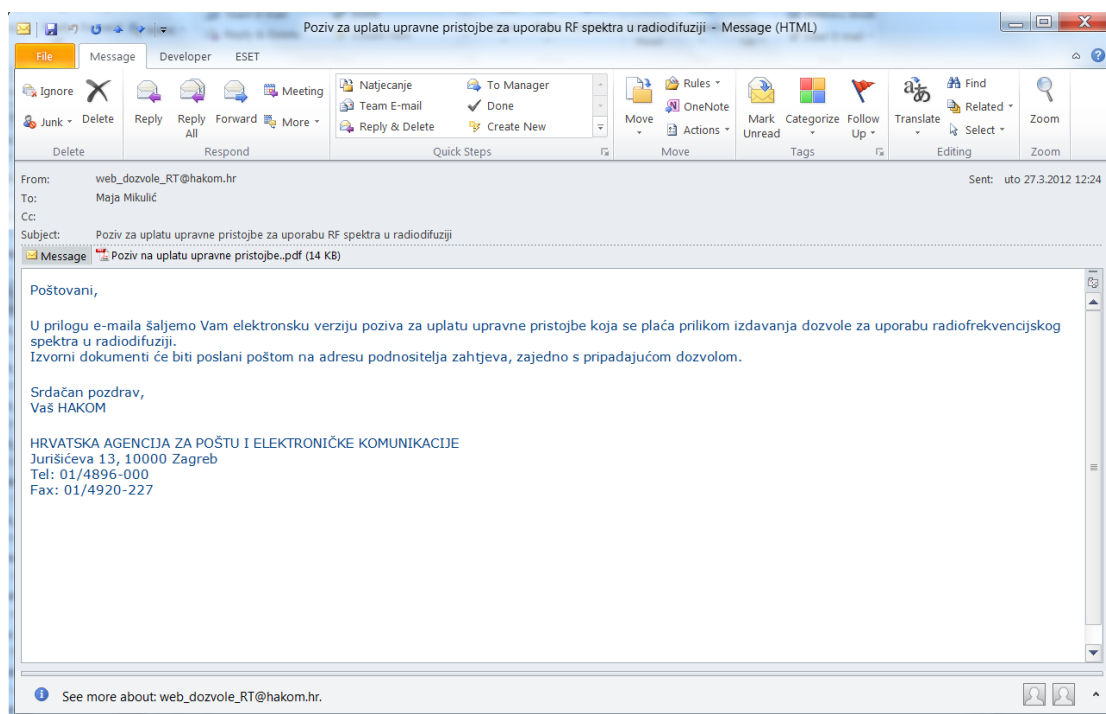 Poziv za uplatu upravne pristojbe za uporabu RF spektra u radiodifuziji - Message (HTML)
File Message Developer ESET
Ignore
Junk
Delete
Reply
Reply All
Forward
Meeting
More
Natjecanje
Team E-mail
Reply & Delete
To Manager
Done
Create New
Move
Rules
OneNote
Actions
Mark Unread
Categorize
Follow Up
Translate
Find
Related
Select
Zoom
Delete Respond Quick Steps Move Tags Editing Zoom
From: web_dozvole_RT@hakom.hr Sent: uto 27.3.2012 12:24
To: Maja Mikulić
Cc:
Subject: Poziv za uplatu upravne pristojbe za uporabu RF spektra u radiodifuziji
Message Poziv na uplatu upravne pristojbe..pdf (14 KB)
Poštovani,
U prilogu e-maila šaljemo Vam elektronsku verziju poziva za uplatu upravne pristojbe koja se plaća prilikom izdavanja dozvole za uporabu radiofrekvencijskog
spektra u radiodifuziji.
Izvorni dokumenti će biti poslani poštom na adresu podnositelja zahtjeva, zajedno s pripadajućom dozvolom.
Srdačan pozdrav,
Vaš HAKOM
HRVATSKA AGENCIJA ZA POŠTU I ELEKTRONIČKE KOMUNIKACIJE
Jurišićeva 13, 10000 Zagreb
Tel: 01/4896-000
Fax: 01/4920-227
See more about: web_dozvole_RT@hakom.hr.